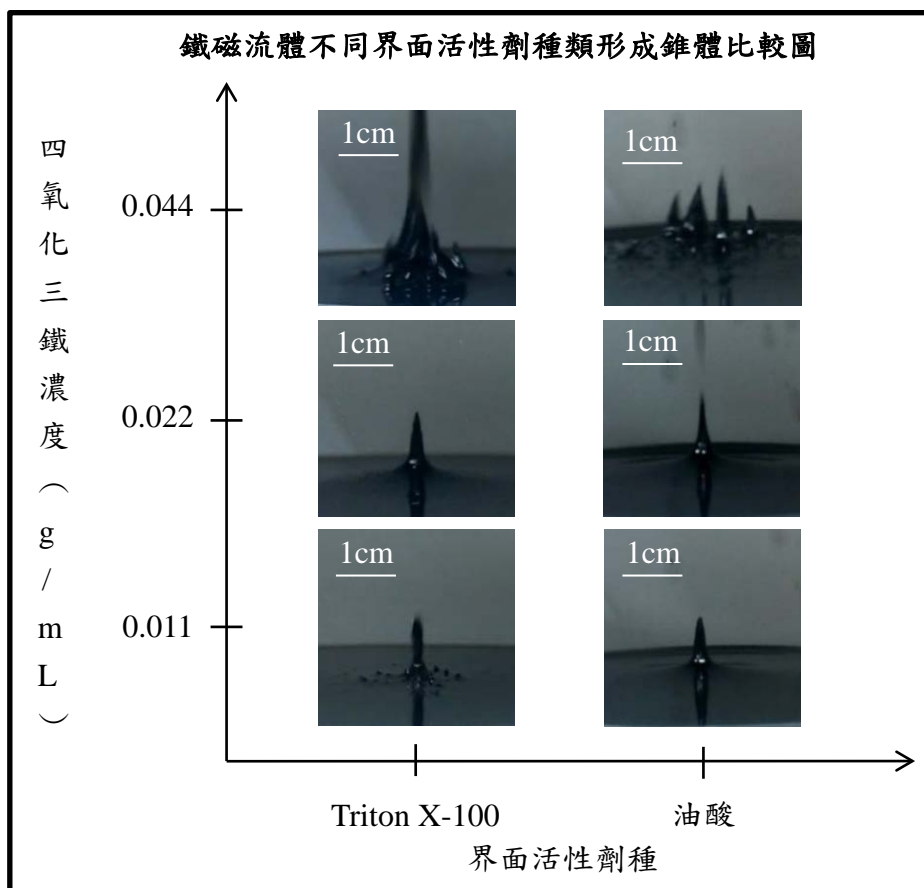 鐵磁流體不同界面活性劑種類形成錐體比較圖
四氧化三鐵濃度(g/mL)
0.044
0.022
0.011
1cm
1cm
1cm
1cm
1cm
1cm
Triton X-100
油酸
界面活性劑種